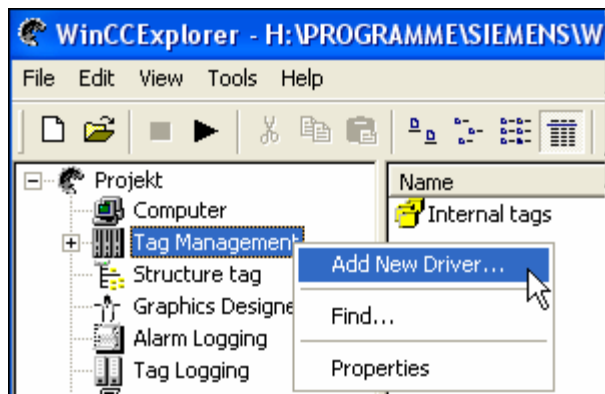 WinCCExplorer - H:\PROGRAMME\SIEMENS\W
File Edit View Tools Help
Projekt
Name
Computer
Internal tags
Tag Management
Add New Driver...
Structure tag
Graphics Designe
Find...
Alarm Logging
Tag Logging
Properties